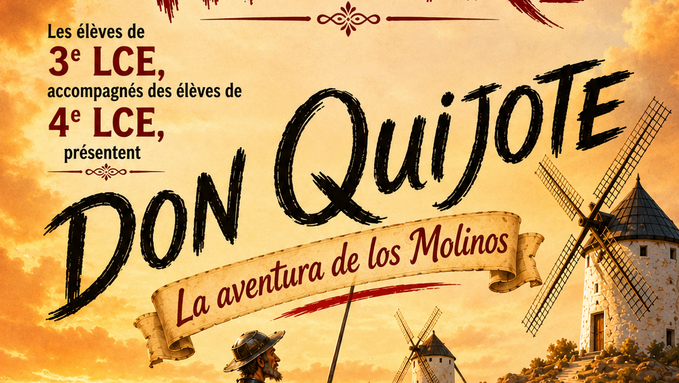 Les élèves de
3e LCE,
accompagnés des élèves de
4e LCE,
présentent
DON QUIJOTE
La aventura de los Molinos